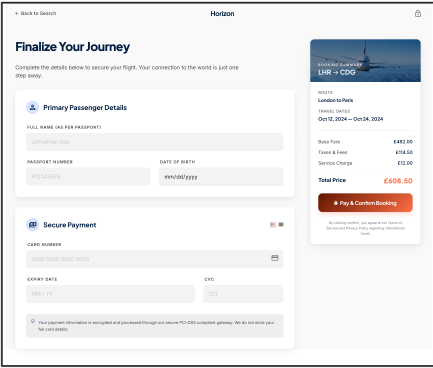 ← Back to Search
Horizon
Finalize Your Journey
Complete the details below to secure your flight. Your connection to the world is just one
step away.
Primary Passenger Details
FULL NAME (AS PER PASSPORT)
Johnathan Doe
PASSPORT NUMBER
DATE OF BIRTH
A12345678
mm/dd/yyyy
Secure Payment
CARD NUMBER
0000 0000 0000 0000
EXPIRY DATE
CVC
MM / YY
123
Your payment information is encrypted and processed through our secure PCI-DSS compliant gateway. We do not store your
full card details.
BOOKING SUMMARY
LHR → CDG
ROUTE
London to Paris
TRAVEL DATES
Oct 12, 2024 — Oct 24, 2024
Base Fare £482.00
Taxes & Fees £114.50
Service Charge £12.00
Total Price £608.50
Pay & Confirm Booking
By clicking confirm, you agree to our Terms of
Service and Privacy Policy regarding international
travel.